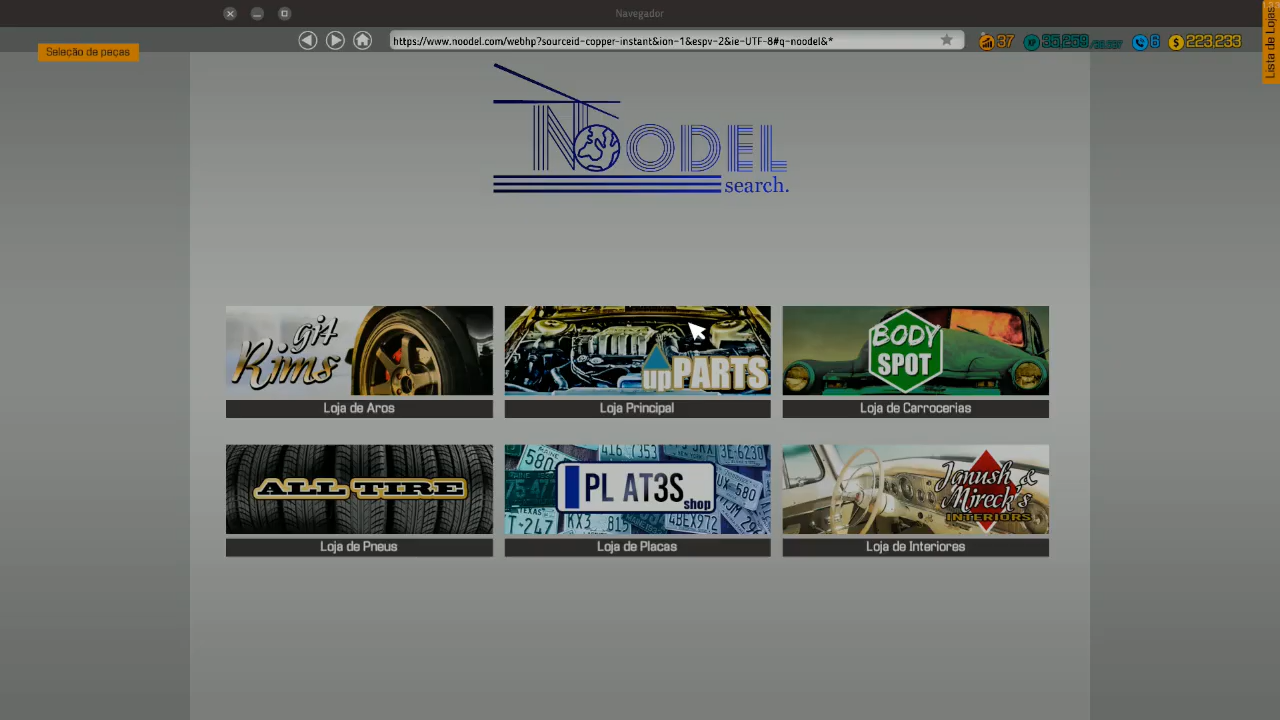 Navegador
https://www.noodel.com/webhp?sourceid-copper-instant&ion-1&espv-2&ie-UTF-8#q-noodel&*
Seleção de peças
37
6
223,233
Lista de Lojas
NOODEL
search.
Rims
upPARTS
BODY
SPOT
Loja de Aros
Loja Principal
Loja de Carrocerias
ALL TIRE
PL AT3S
shop
Janush &
Mireck's
INTERIORS
Loja de Pneus
Loja de Placas
Loja de Interiores